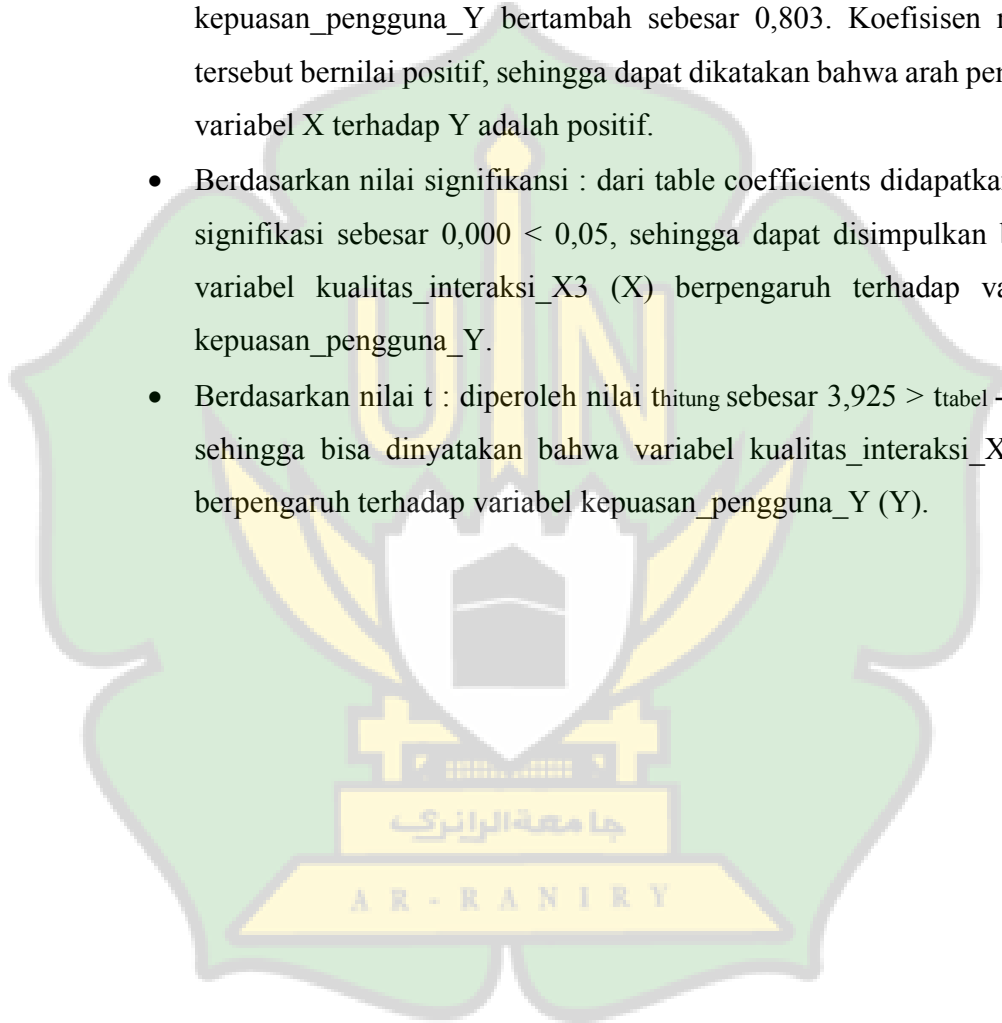 kepuasan_pengguna_Y bertambah sebesar 0,803. Koefisisen
tersebut bernilai positif, sehingga dapat dikatakan bahwa arah
variabel X terhadap Y adalah positif.
• Berdasarkan nilai signifikansi : dari table coefficients
signifikasi sebesar 0,000 < 0,05, sehingga dapat disimpulkan
variabel kualitas_interaksi_X3 (X) berpengaruh terhadap
kepuasan_pengguna_Y.
• Berdasarkan nilai t : diperoleh nilai thitung sebesar 3,925 > ttabel
sehingga bisa dinyatakan bahwa variabel
berpengaruh terhadap variabel kepuasan_pengguna_Y (Y).
UIN
جامعة الرانري
AR-RANIRY